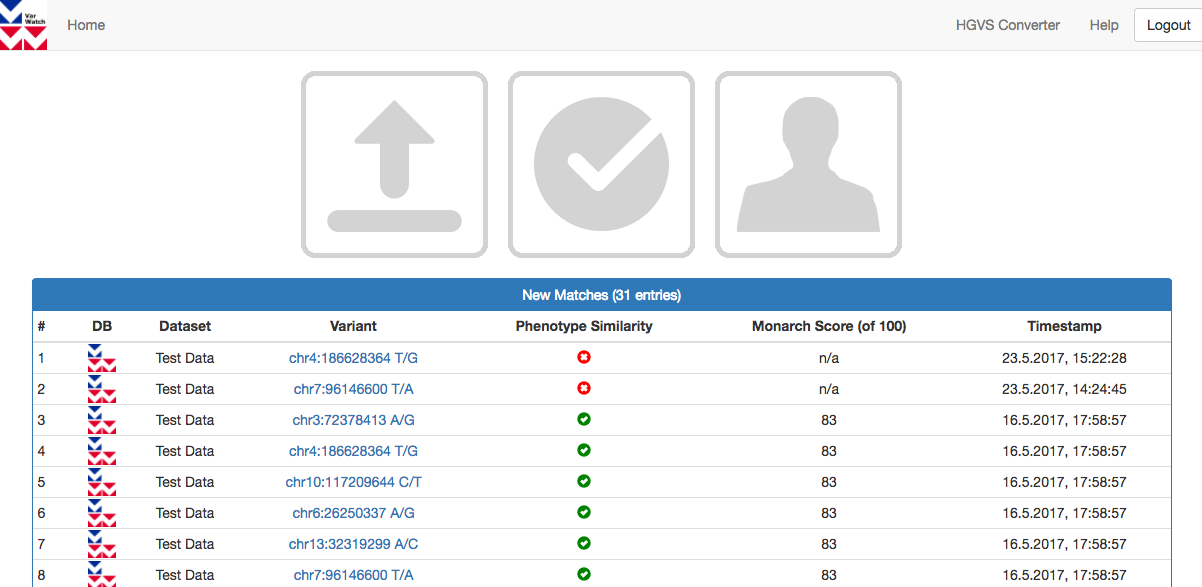 Var
Watch
Home HGVS Converter Help Logout
New Matches (31 entries)
# DB Dataset Variant Phenotype Similarity Monarch Score (of 100) Timestamp
1 Test Data chr4:186628364 T/G n/a 23.5.2017, 15:22:28
2 Test Data chr7:96146600 T/A n/a 23.5.2017, 14:24:45
3 Test Data chr3:72378413 A/G 83 16.5.2017, 17:58:57
4 Test Data chr4:186628364 T/G 83 16.5.2017, 17:58:57
5 Test Data chr10:117209644 C/T 83 16.5.2017, 17:58:57
6 Test Data chr6:26250337 A/G 83 16.5.2017, 17:58:57
7 Test Data chr13:32319299 A/C 83 16.5.2017, 17:58:57
8 Test Data chr7:96146600 T/A 83 16.5.2017, 17:58:57